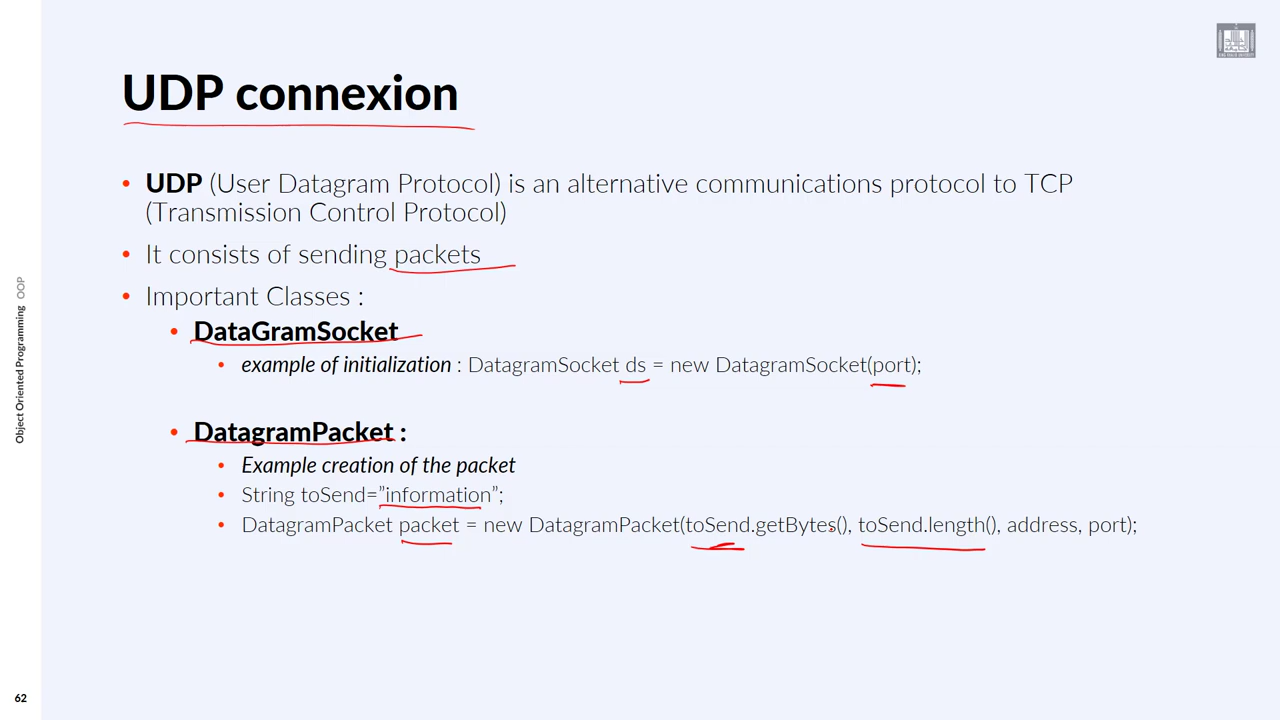 UDP connexion
• UDP (User Datagram Protocol) is an alternative communications protocol to TCP
(Transmission Control Protocol)
• It consists of sending packets
• Important Classes :
• DataGramSocket
• example of initialization : DatagramSocket ds = new DatagramSocket(port);
• DatagramPacket :
• Example creation of the packet
• String toSend=”information”;
• DatagramPacket packet = new DatagramPacket(toSend.getBytes(), toSend.length(), address, port);
Object Oriented Programming OOP
62